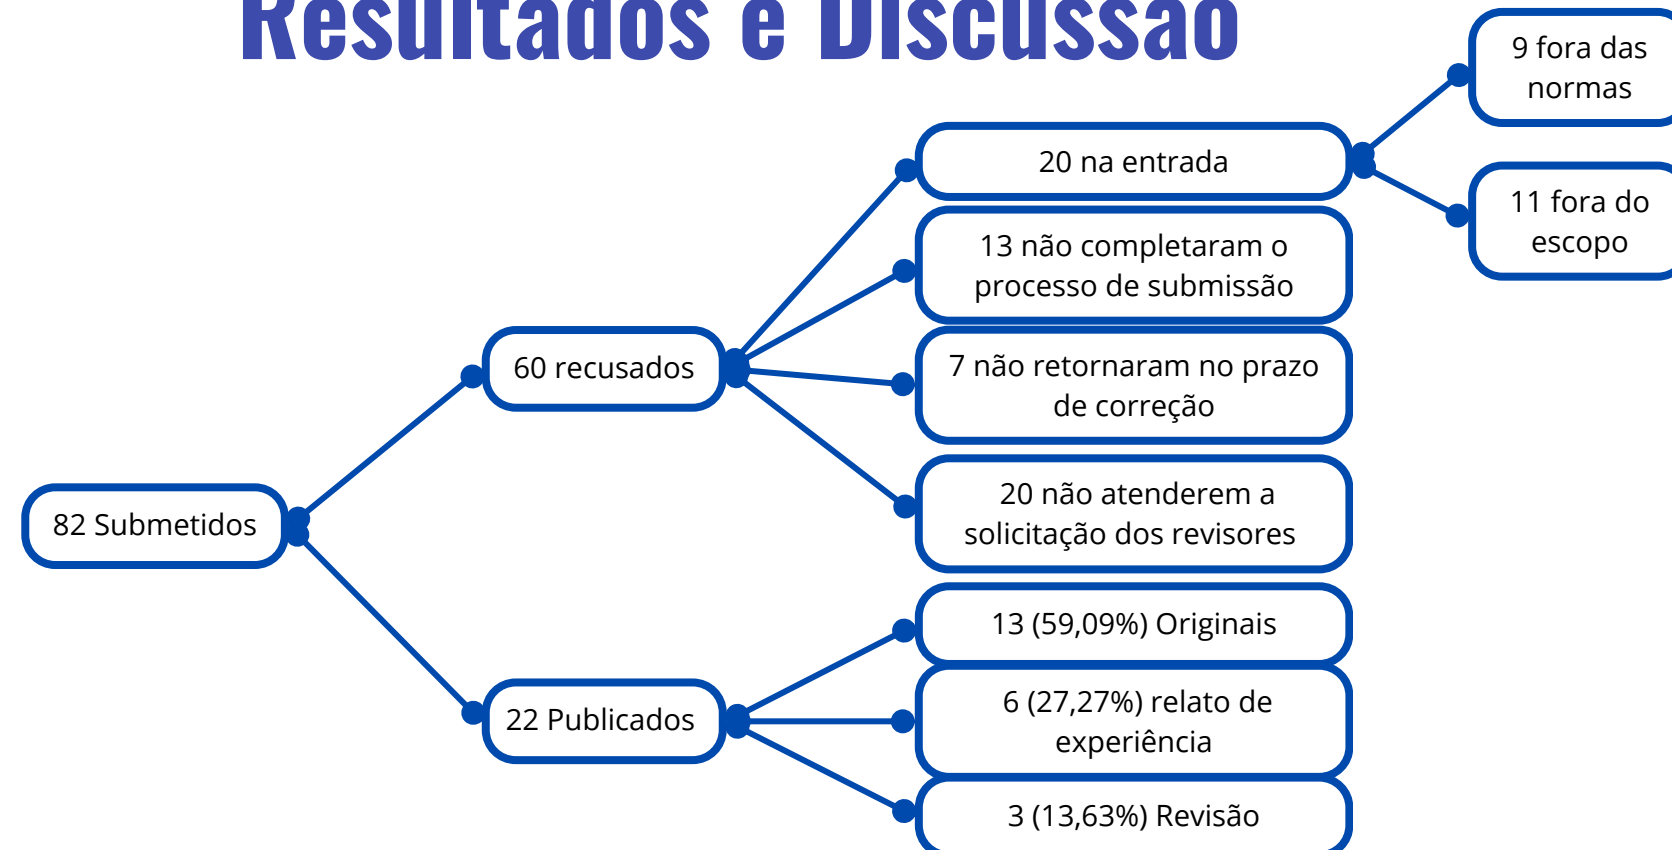 Resultados e Discussão
9 fora das
normas
20 na entrada
11 fora do
escopo
13 não completaram o
processo de submissão
60 recusados
7 não retornaram no prazo
de correção
20 não atenderem a
solicitação dos revisores
82 Submetidos
13 (59,09%) Originais
22 Publicados
6 (27,27%) relato de
experiência
3 (13,63%) Revisão